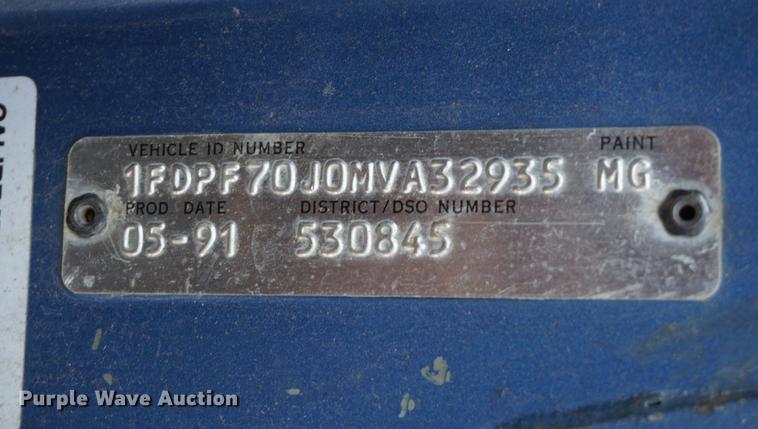 VEHICLE ID NUMBER PAINT
1FDPF70J0MVA32935 MG
PROD DATE DISTRICT/DSO NUMBER
05-91 530845
Purple Wave Auction